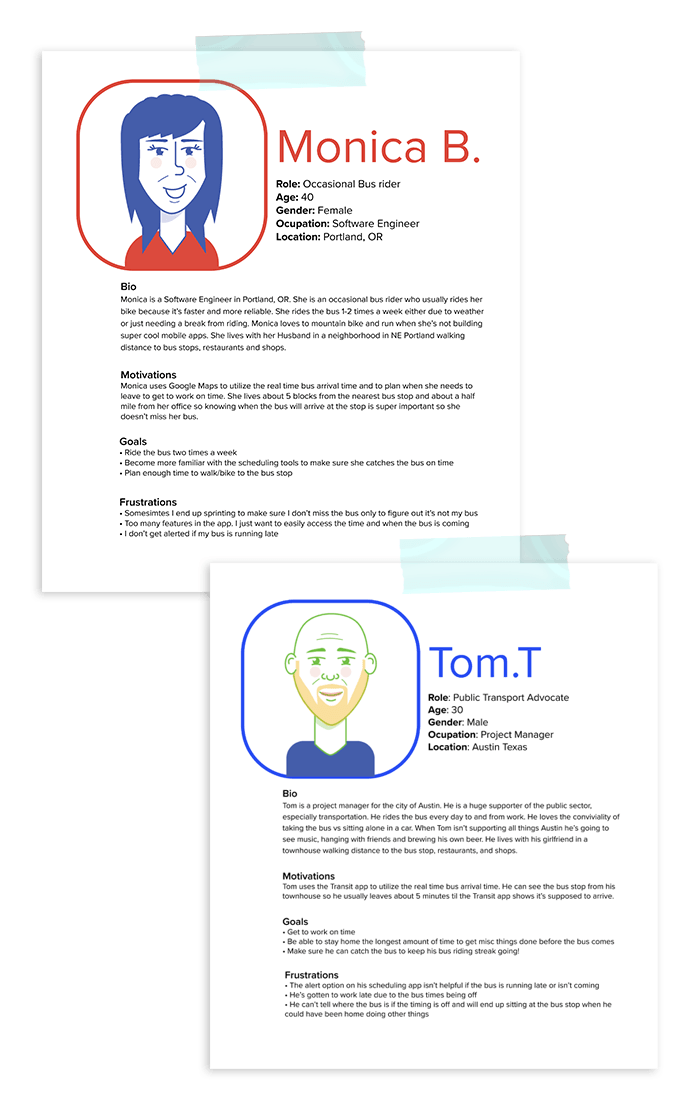 Monica B.
Role: Occasional Bus rider
Age: 40
Gender: Female
Ocupation: Software Engineer
Location: Portland, OR
Bio
Monica is a Software Engineer in Portland, OR. She is an occasional bus rider who usually rides her
bike because it's faster and more reliable. She rides the bus 1-2 times a week either due to weather
or just needing a break from riding. Monica loves to mountain bike and run when she's not building
super cool mobile apps. She lives with her Husband in a neighborhood in NE Portland walking
distance to bus stops, restaurants and shops.
Motivations
Monica uses Google Maps to utilize the real time bus arrival time and to plan when she needs to
leave to get to work on time. She lives about 5 blocks from the nearest bus stop and about a half
mile from her office so knowing when the bus will arrive at the stop is super important so she
doesn't miss her bus.
Goals
• Ride the bus two times a week
• Become more familiar with the scheduling tools to make sure she catches the bus on time
• Plan enough time to walk/bike to the bus stop
Frustrations
• Somesimtes I end up sprinting to make sure I don't miss the bus only to figure out it's not my bus
• Too many features in the app. I just want to easily access the time and when the bus is coming
• I don't get alerted if my bus is running late
Tom.T
Role: Public Transport Advocate
Age: 30
Gender: Male
Ocupation: Project Manager
Location: Austin Texas
Bio
Tom is a project manager for the city of Austin. He is a huge supporter of the public sector,
especially transportation. He rides the bus every day to and from work. He loves the conviviality of
taking the bus vs sitting alone in a car. When Tom isn't supporting all things Austin he's going to
see music, hanging with friends and brewing his own beer. He lives with his girlfriend in a
townhouse walking distance to the bus stop, restaurants, and shops.
Motivations
Tom uses the Transit app to utilize the real time bus arrival time. He can see the bus stop from his
townhouse so he usually leaves about 5 minutes til the Transit app shows it's supposed to arrive.
Goals
• Get to work on time
• Be able to stay home the longest amount of time to get misc things done before the bus comes
• Make sure he can catch the bus to keep his bus riding streak going!
Frustrations
• The alert option on his scheduling app isn't helpful if the bus is running late or isn't coming
• He's gotten to work late due to the bus times being off
• He can't tell where the bus is if the timing is off and will end up sitting at the bus stop when he
could have been home doing other things